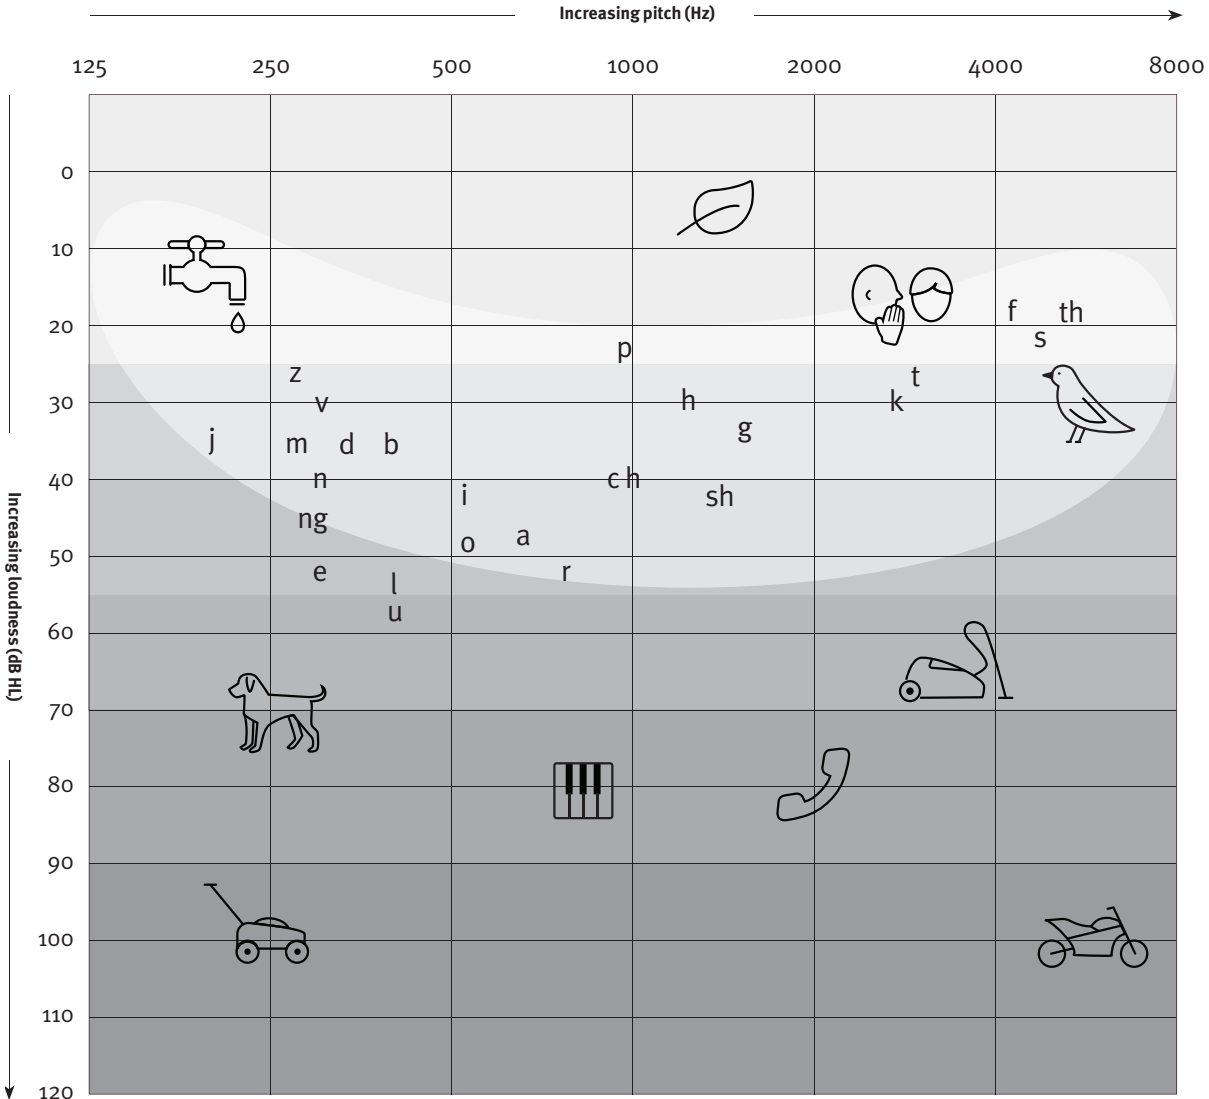 Increasing pitch (Hz)
125 250 500 1000 2000 4000 8000
0
10
f th
20
s
p
z t
30
v h k
g
j m d b
40
n ch
i sh
ng
a
o
50
e r
l
u
60
70
80
90
100
110
120
Increasing loudness (dB HL)